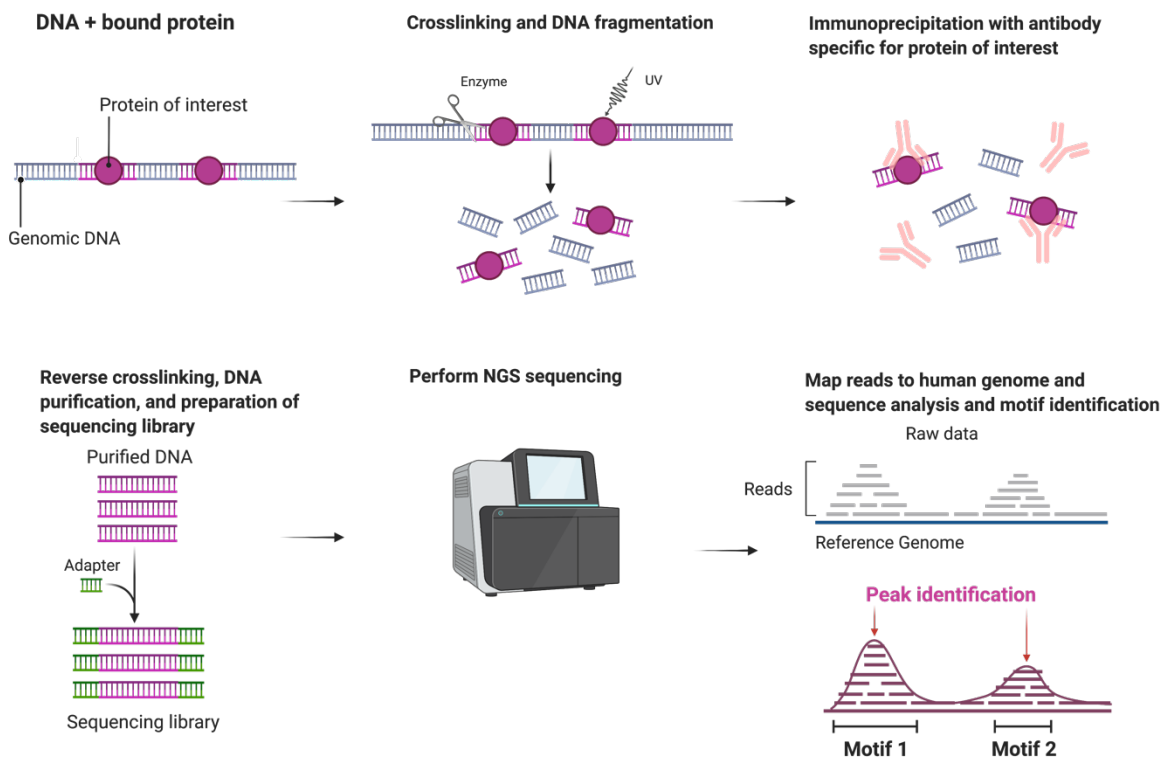 DNA + bound protein
Protein of interest
Genomic DNA
Crosslinking and DNA fragmentation
Enzyme
UV
Immunoprecipitation with antibody
specific for protein of interest
Reverse crosslinking, DNA
purification, and preparation of
sequencing library
Purified DNA
Adapter
Sequencing library
Perform NGS sequencing
Map reads to human genome and
sequence analysis and motif identification
Raw data
Reads
Reference Genome
Peak identification
Motif 1
Motif 2